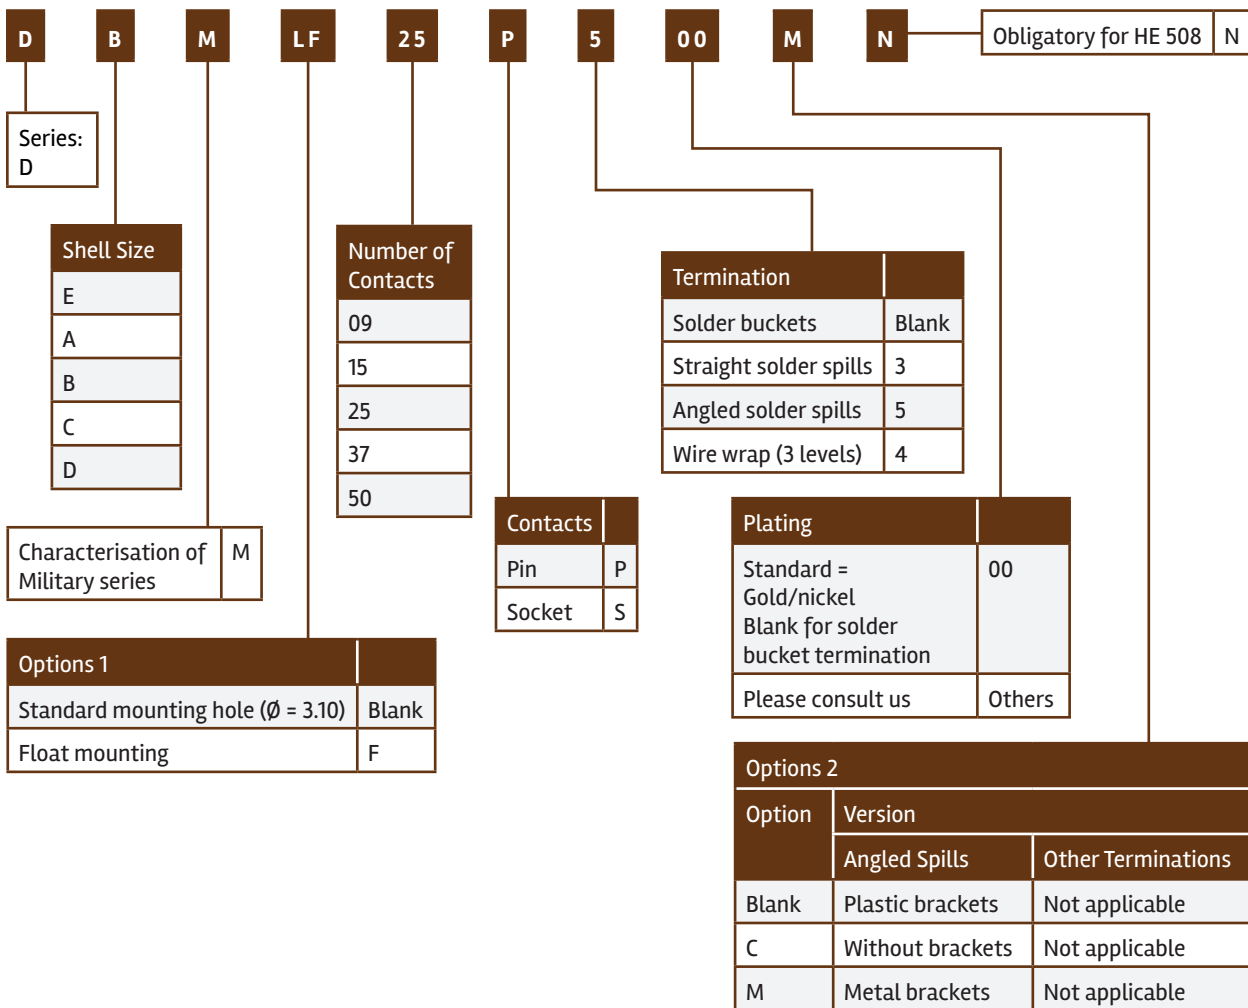 D B M LF 25 P 5 00 M N
Obligatory for HE 508 N
Series:
D
Shell Size
E
A
B
C
D
Number of
Contacts
09
15
25
37
50
Termination
Solder buckets Blank
Straight solder spills 3
Angled solder spills 5
Wire wrap (3 levels) 4
Characterisation of M
Military series
Contacts
Pin P
Socket S
Plating
Standard = 00
Gold/nickel
Blank for solder
bucket termination
Please consult us Others
Options 1
Standard mounting hole (Ø = 3.10) Blank
Float mounting F
Options 2
Option Version
Angled Spills Other Terminations
Blank Plastic brackets Not applicable
C Without brackets Not applicable
M Metal brackets Not applicable